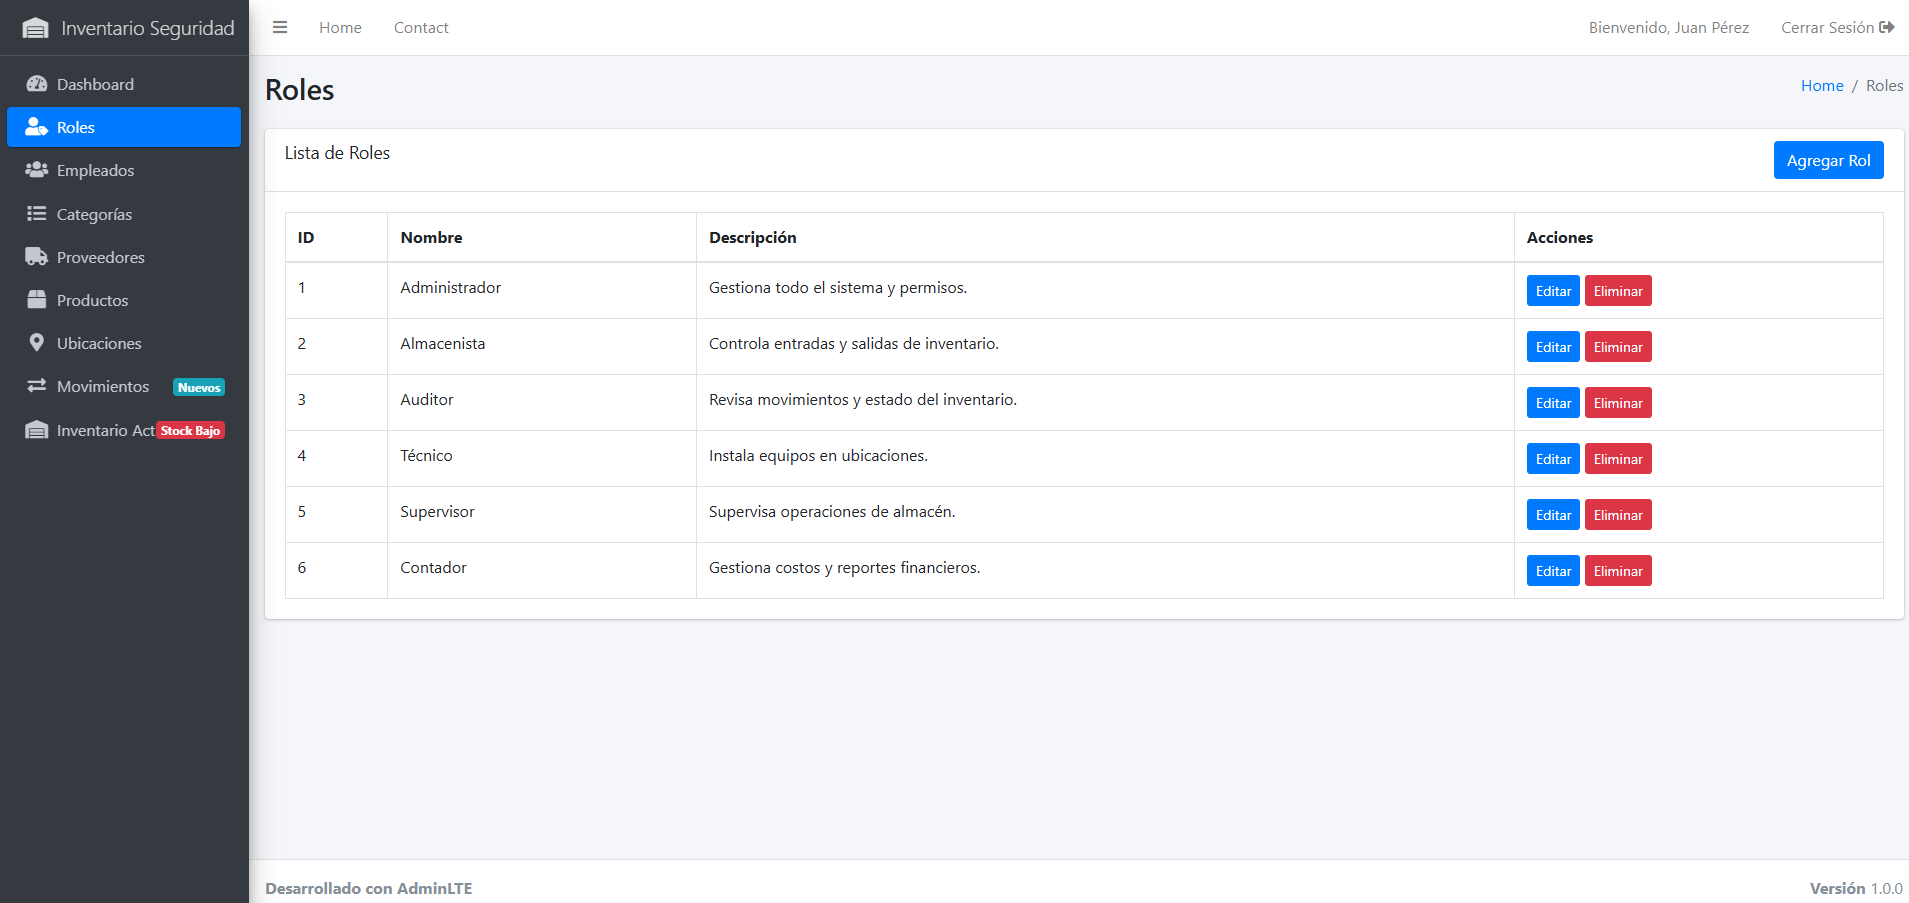 Inventario Seguridad
Home Contact
Bienvenido, Juan Pérez Cerrar Sesión
Dashboard
Roles
Empleados
Categorías
Proveedores
Productos
Ubicaciones
Movimientos Nuevos
Inventario Act Stock Bajo
Roles
Home / Roles
Lista de Roles
Agregar Rol
ID Nombre Descripción Acciones
1 Administrador Gestiona todo el sistema y permisos. Editar Eliminar
2 Almacenista Controla entradas y salidas de inventario. Editar Eliminar
3 Auditor Revisa movimientos y estado del inventario. Editar Eliminar
4 Técnico Instala equipos en ubicaciones. Editar Eliminar
5 Supervisor Supervisa operaciones de almacén. Editar Eliminar
6 Contador Gestiona costos y reportes financieros. Editar Eliminar
Desarrollado con AdminLTE
Versión 1.0.0